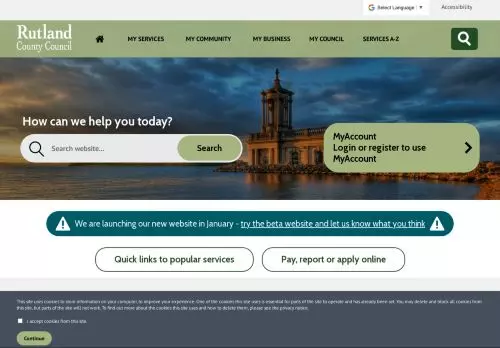 Select Language ▼
Accessibility
Rutland
County Council
MY SERVICES
MY COMMUNITY
MY BUSINESS
MY COUNCIL
SERVICES A-Z
How can we help you today?
Search website...
Search
MyAccount
Login or register to use
MyAccount
We are launching our new website in January - try the beta website and let us know what you think
Quick links to popular services
Pay, report or apply online
This site uses cookies to store information on your computer, to improve your experience. One of the cookies this site uses is essential for parts of the site to operate and has already been set. You may delete and block all cookies from
this site, but parts of the site will not work. To find out more about the cookies this site uses and how to delete them, please see the privacy notice.
I accept cookies from this site.
Continue